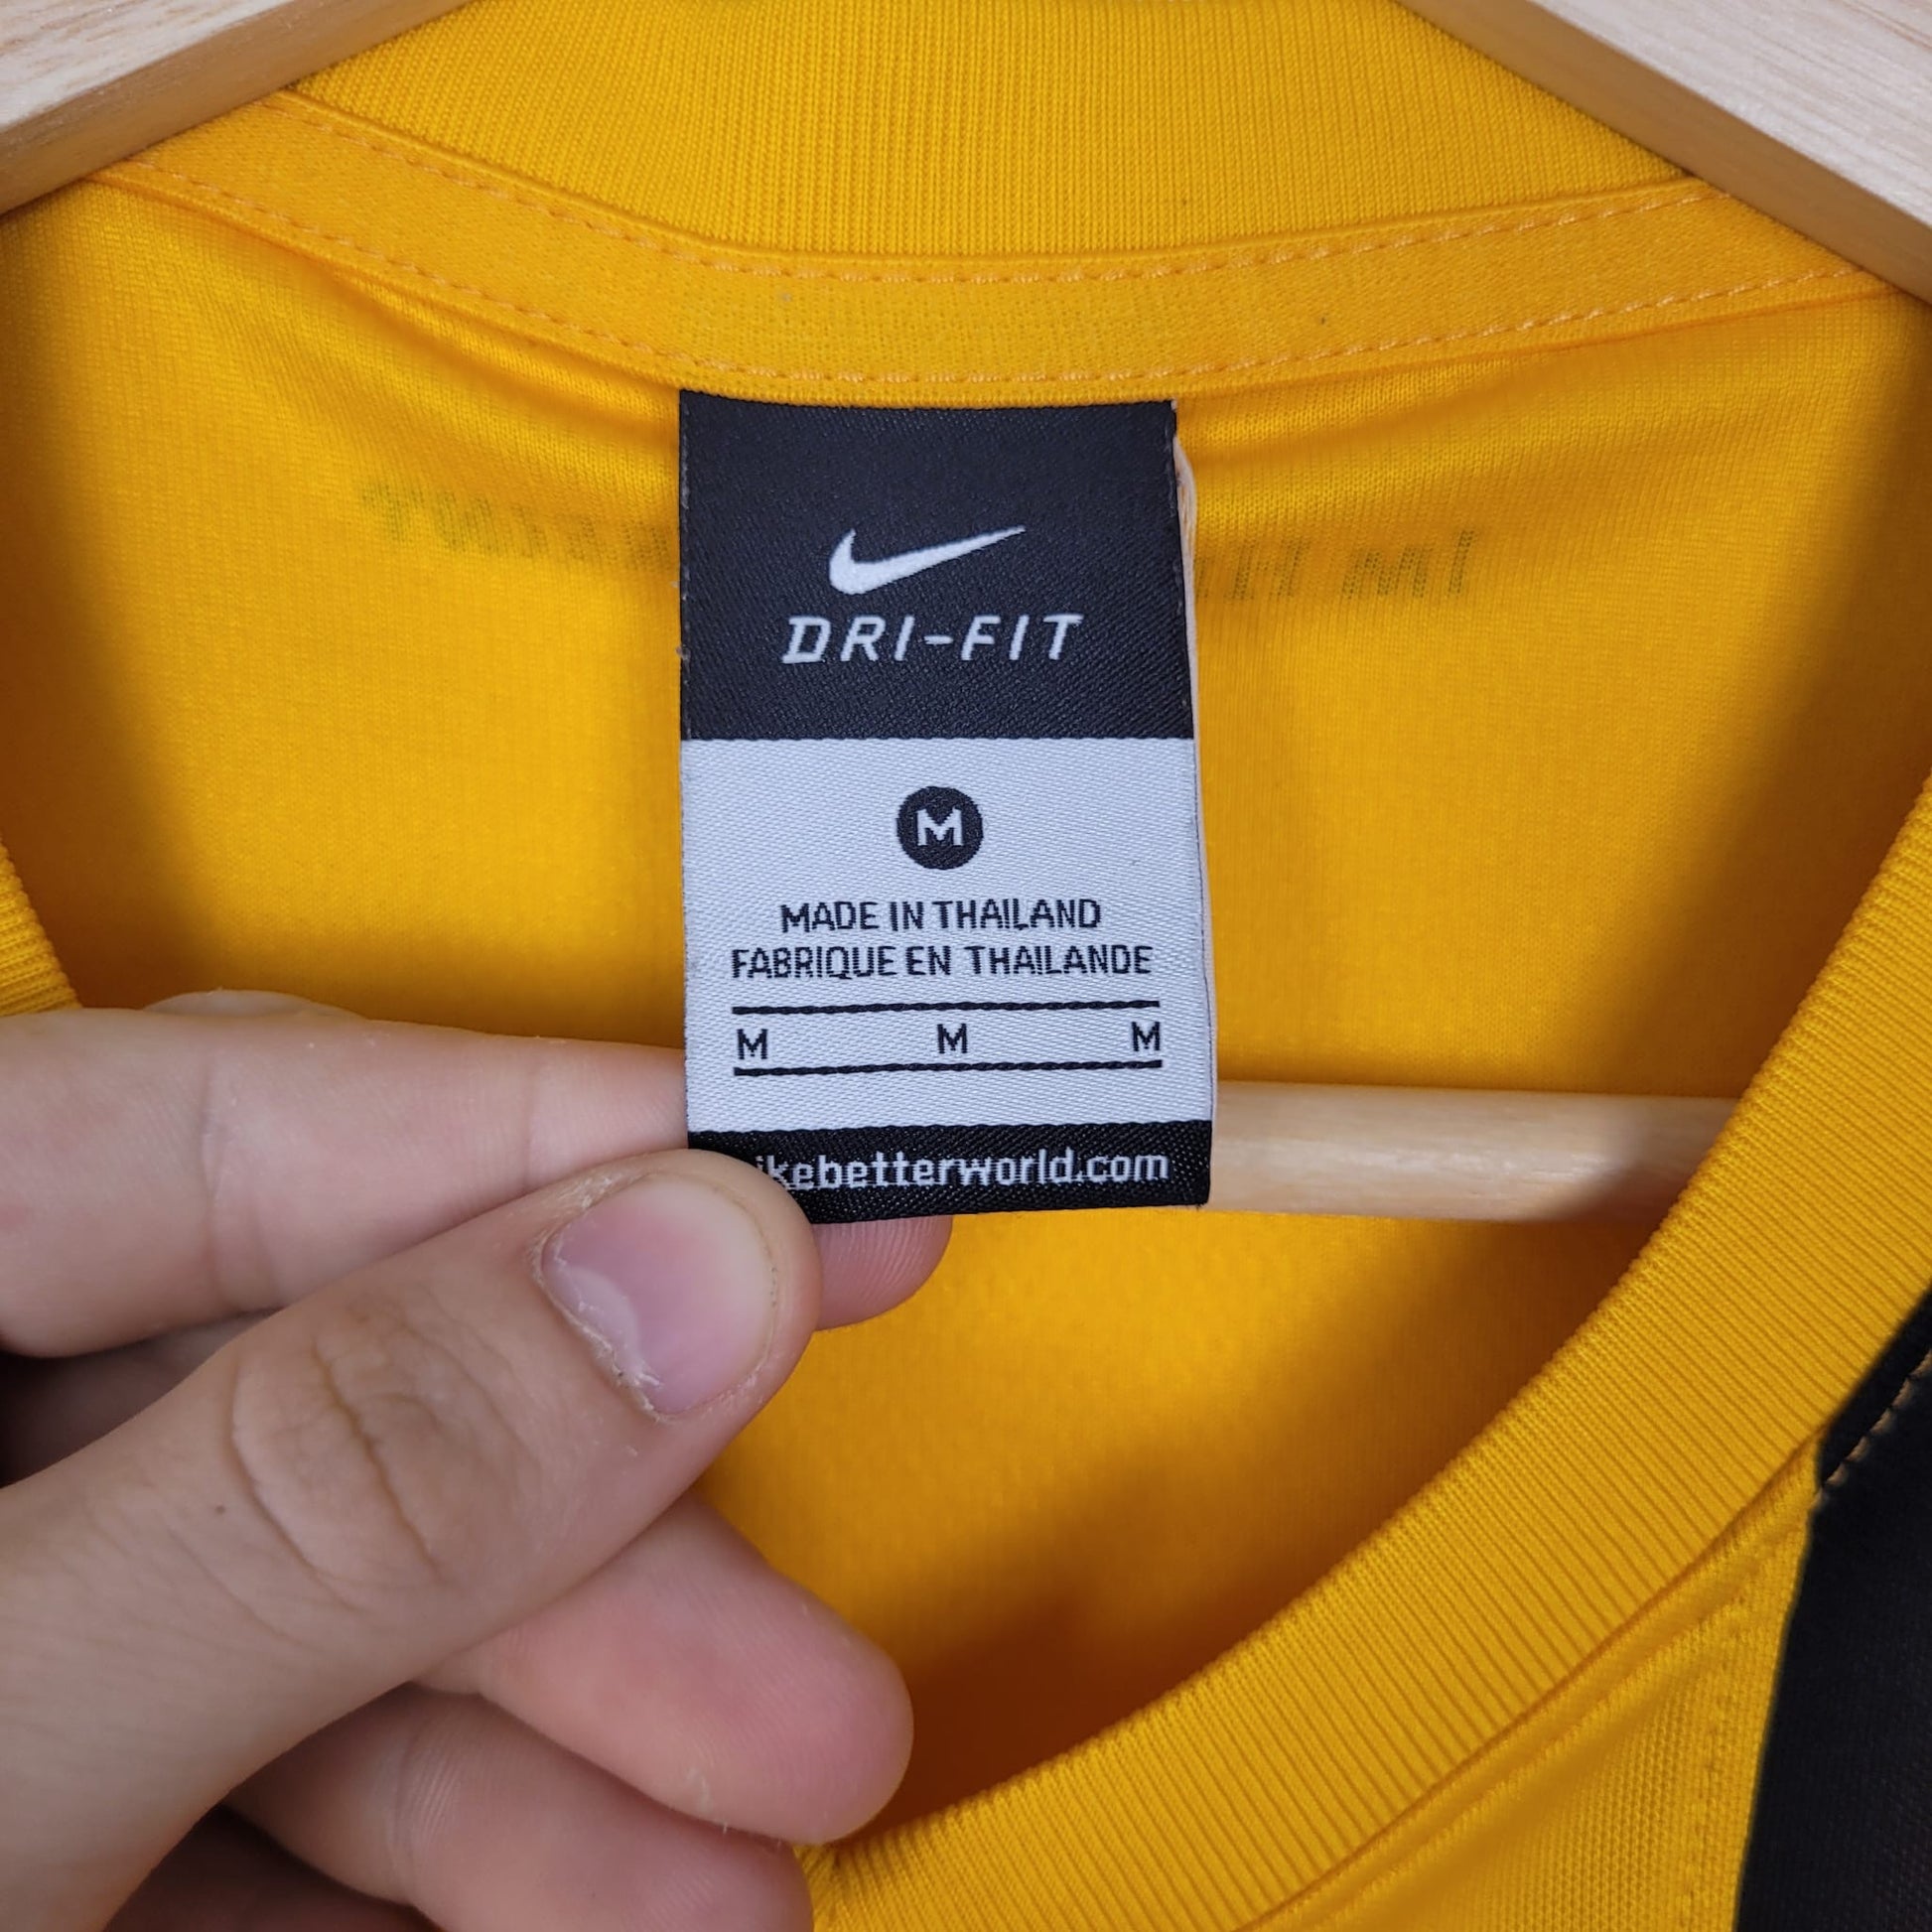 DRI-FIT
M
MADE IN THAILAND
FABRIQUE EN THAILANDE
M M M
ikebetterworld.com